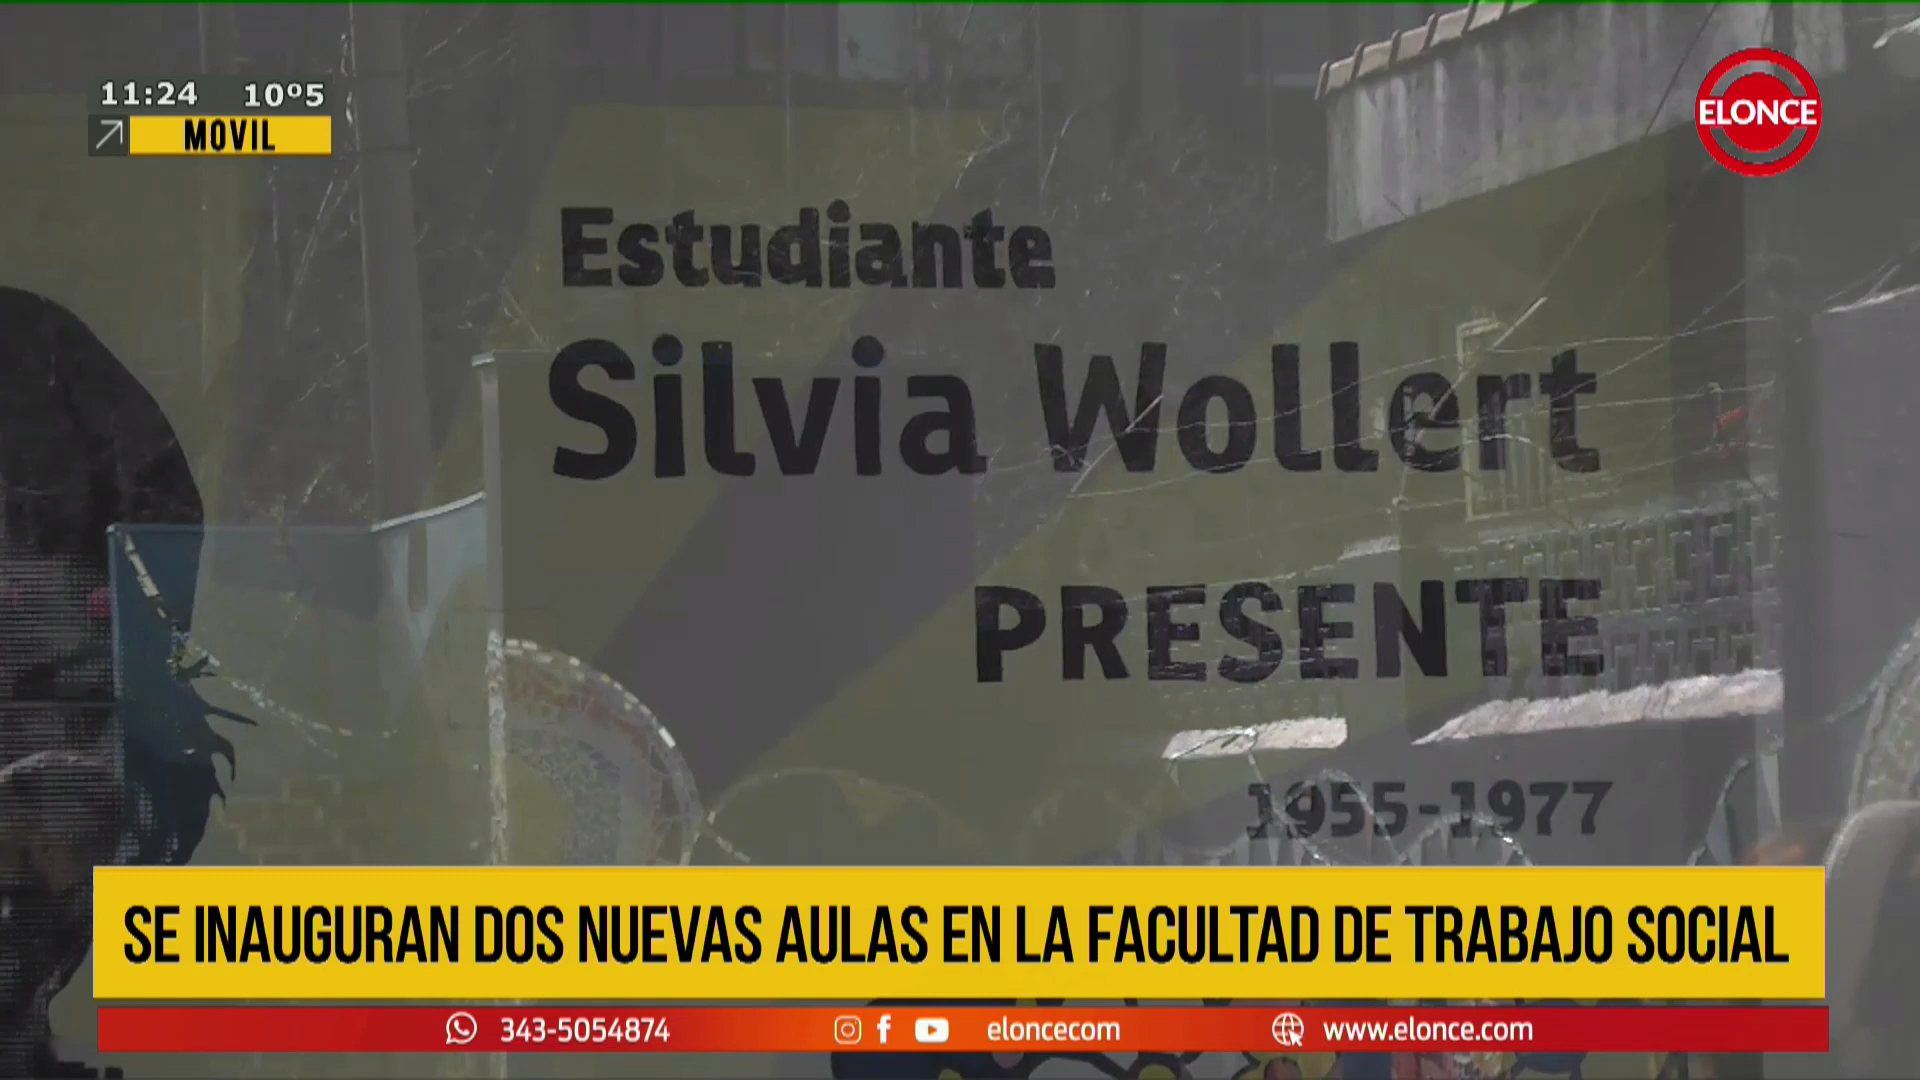 11:24 10º5
MOVIL
ELONCE
Estudiante
Silvia Wollert
PRESENTE
1955-1977
SE INAUGURAN DOS NUEVAS AULAS EN LA FACULTAD DE TRABAJO SOCIAL
343-5054874 eloncecom www.elonce.com